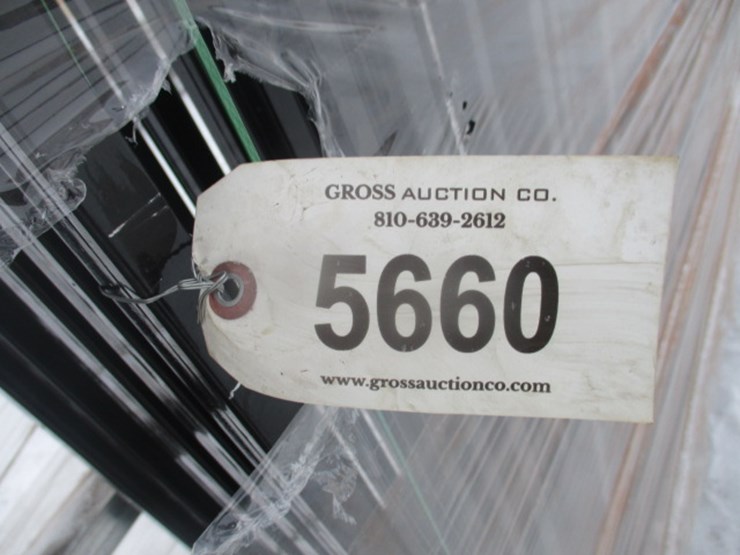 GROSS AUCTION CO.
810-639-2612
5660
www.grossauctionco.com